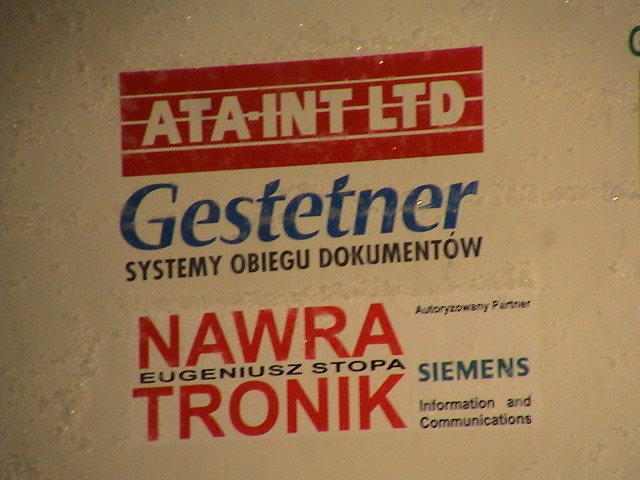 ATA-INT LTD
Gestetner
SYSTEMY OBIEGU DOKUMENTÓW
NAWRA
EUGENIUSZ STOPA
TRONIK
Autoryzowany Partner
SIEMENS
Information and
Communications